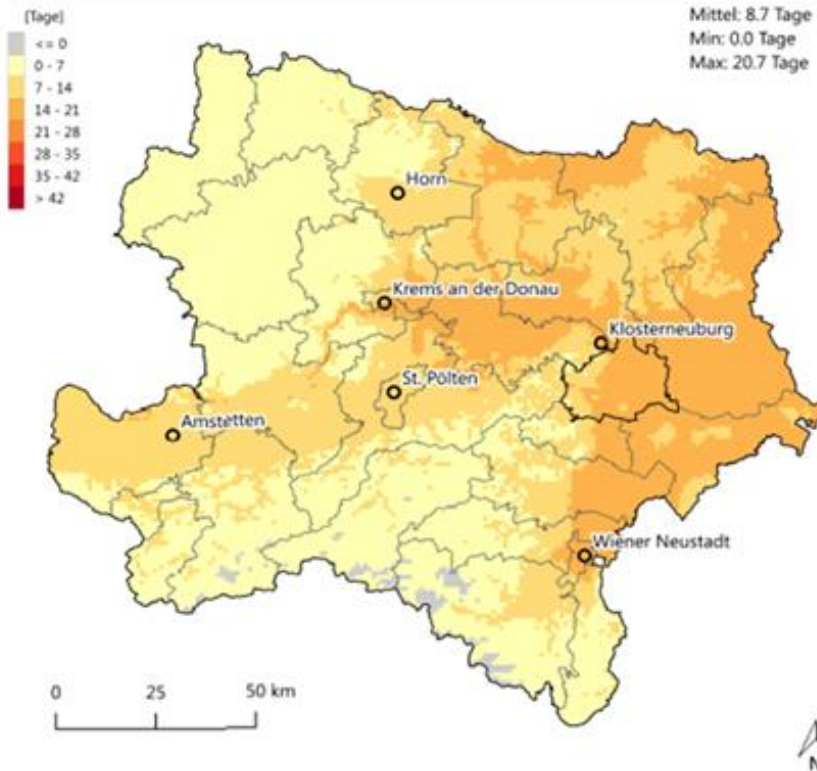 [Tage]
<= 0
0 - 7
7 - 14
14 - 21
21 - 28
28 - 35
35 - 42
> 42
Mittel: 8.7 Tage
Min: 0.0 Tage
Max: 20.7 Tage
Horn
Krems an der Donau
Klosterneuburg
St. Pölten
Amstetten
Wiener Neustadt
0 25 50 km
N